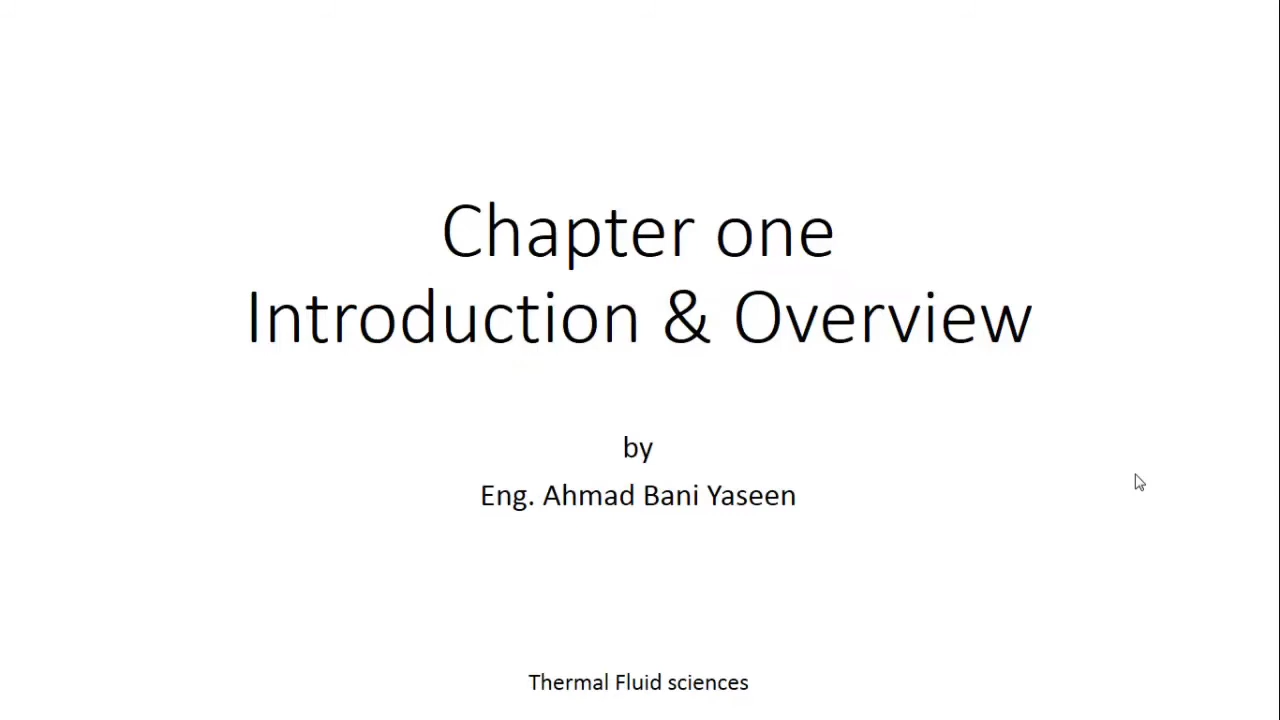 Chapter one
Introduction & Overview
by
Eng. Ahmad Bani Yaseen
Thermal Fluid sciences